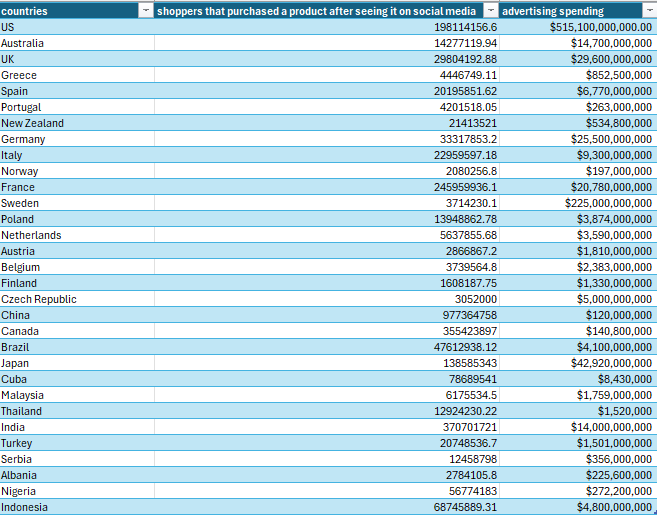 countries shoppers that purchased a product after seeing it on social media advertising spending
US 198114156.6 $515,100,000,000.00
Australia 14277119.94 $14,700,000,000
UK 29804192.88 $29,600,000,000
Greece 4446749.11 $852,500,000
Spain 20195851.62 $6,770,000,000
Portugal 4201518.05 $263,000,000
New Zealand 21413521 $534,800,000
Germany 33317853.2 $25,500,000,000
Italy 22959597.18 $9,300,000,000
Norway 2080256.8 $197,000,000
France 245959936.1 $20,780,000,000
Sweden 3714230.1 $225,000,000,000
Poland 13948862.78 $3,874,000,000
Netherlands 5637855.68 $3,590,000,000
Austria 2866867.2 $1,810,000,000
Belgium 3739564.8 $2,383,000,000
Finland 1608187.75 $1,330,000,000
Czech Republic 3052000 $5,000,000,000
China 977364758 $120,000,000
Canada 355423897 $140,800,000
Brazil 47612938.12 $4,100,000,000
Japan 138585343 $42,920,000,000
Cuba 78689541 $8,430,000
Malaysia 6175534.5 $1,759,000,000
Thailand 12924230.22 $1,520,000
India 370701721 $14,000,000,000
Turkey 20748536.7 $1,501,000,000
Serbia 12458798 $356,000,000
Albania 2784105.8 $225,600,000
Nigeria 56774183 $272,200,000
Indonesia 68745889.31 $4,800,000,000